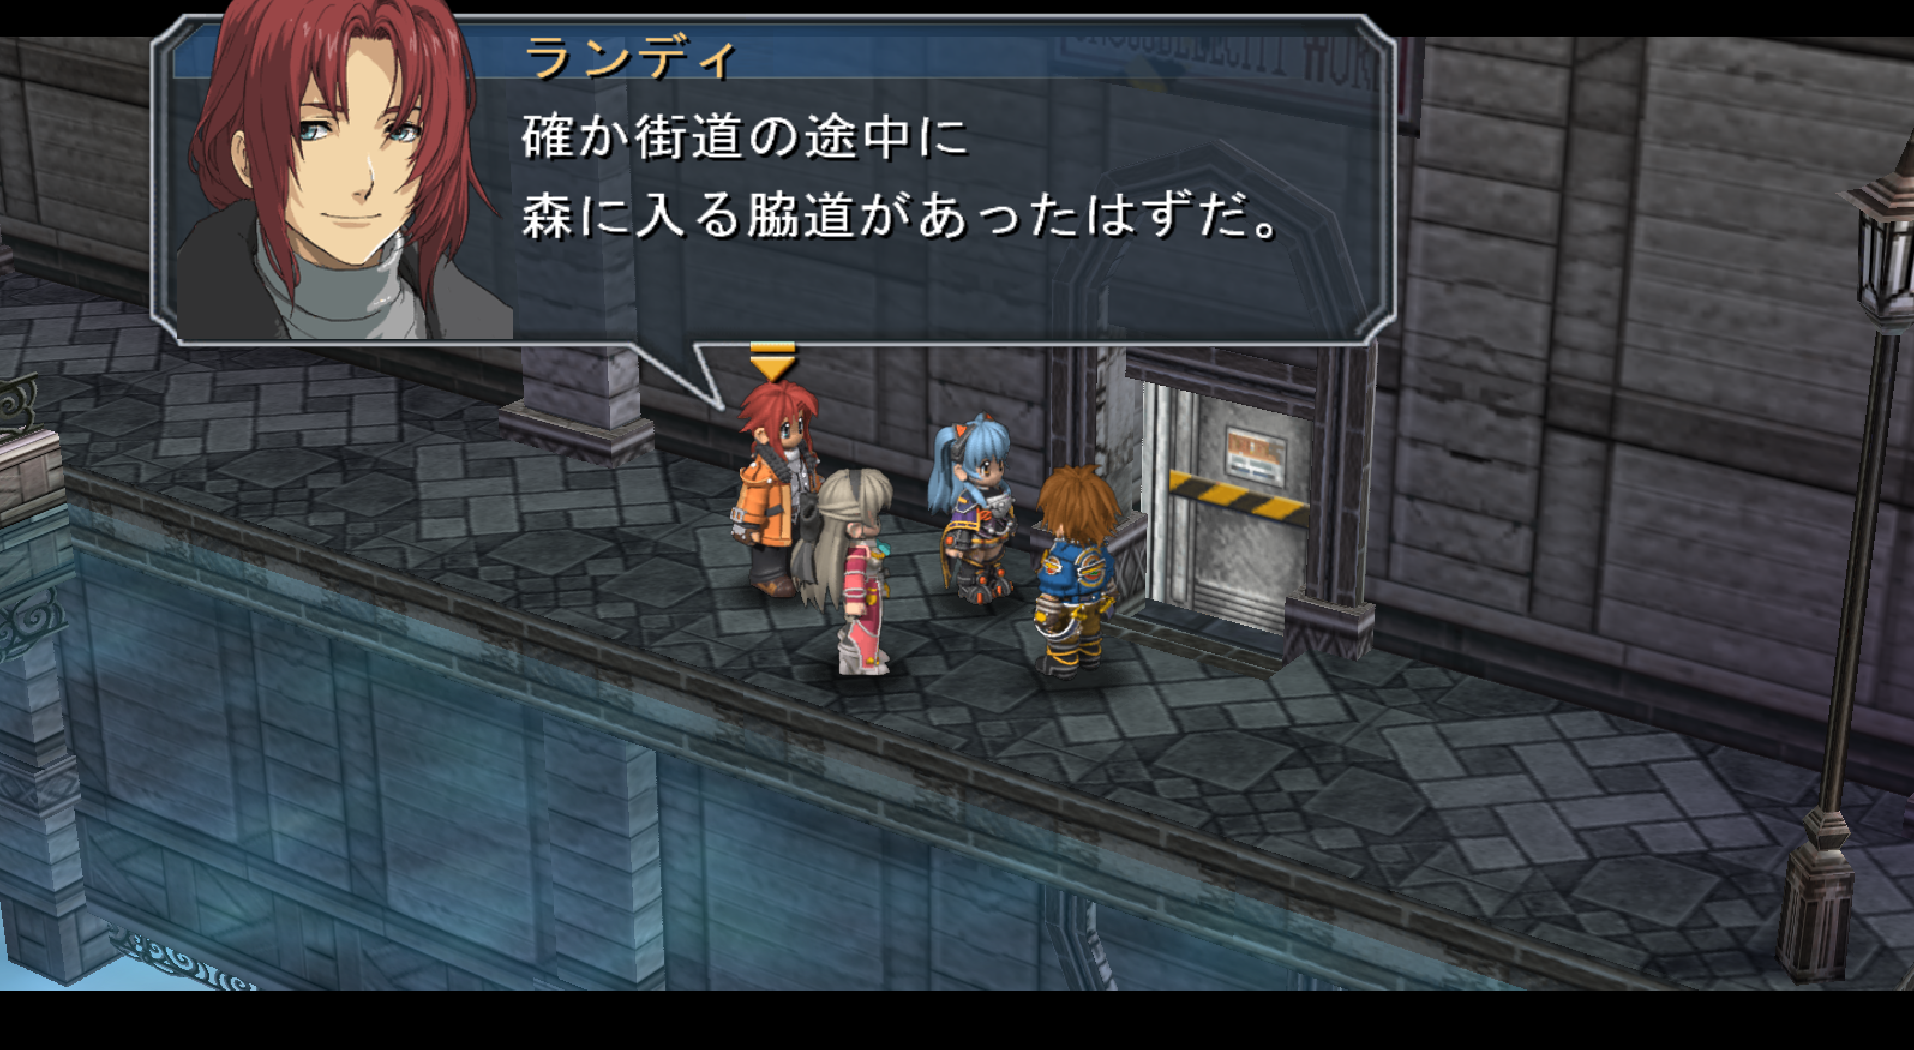 ランディ
確か街道の途中に
森に入る脇道があったはずだ。